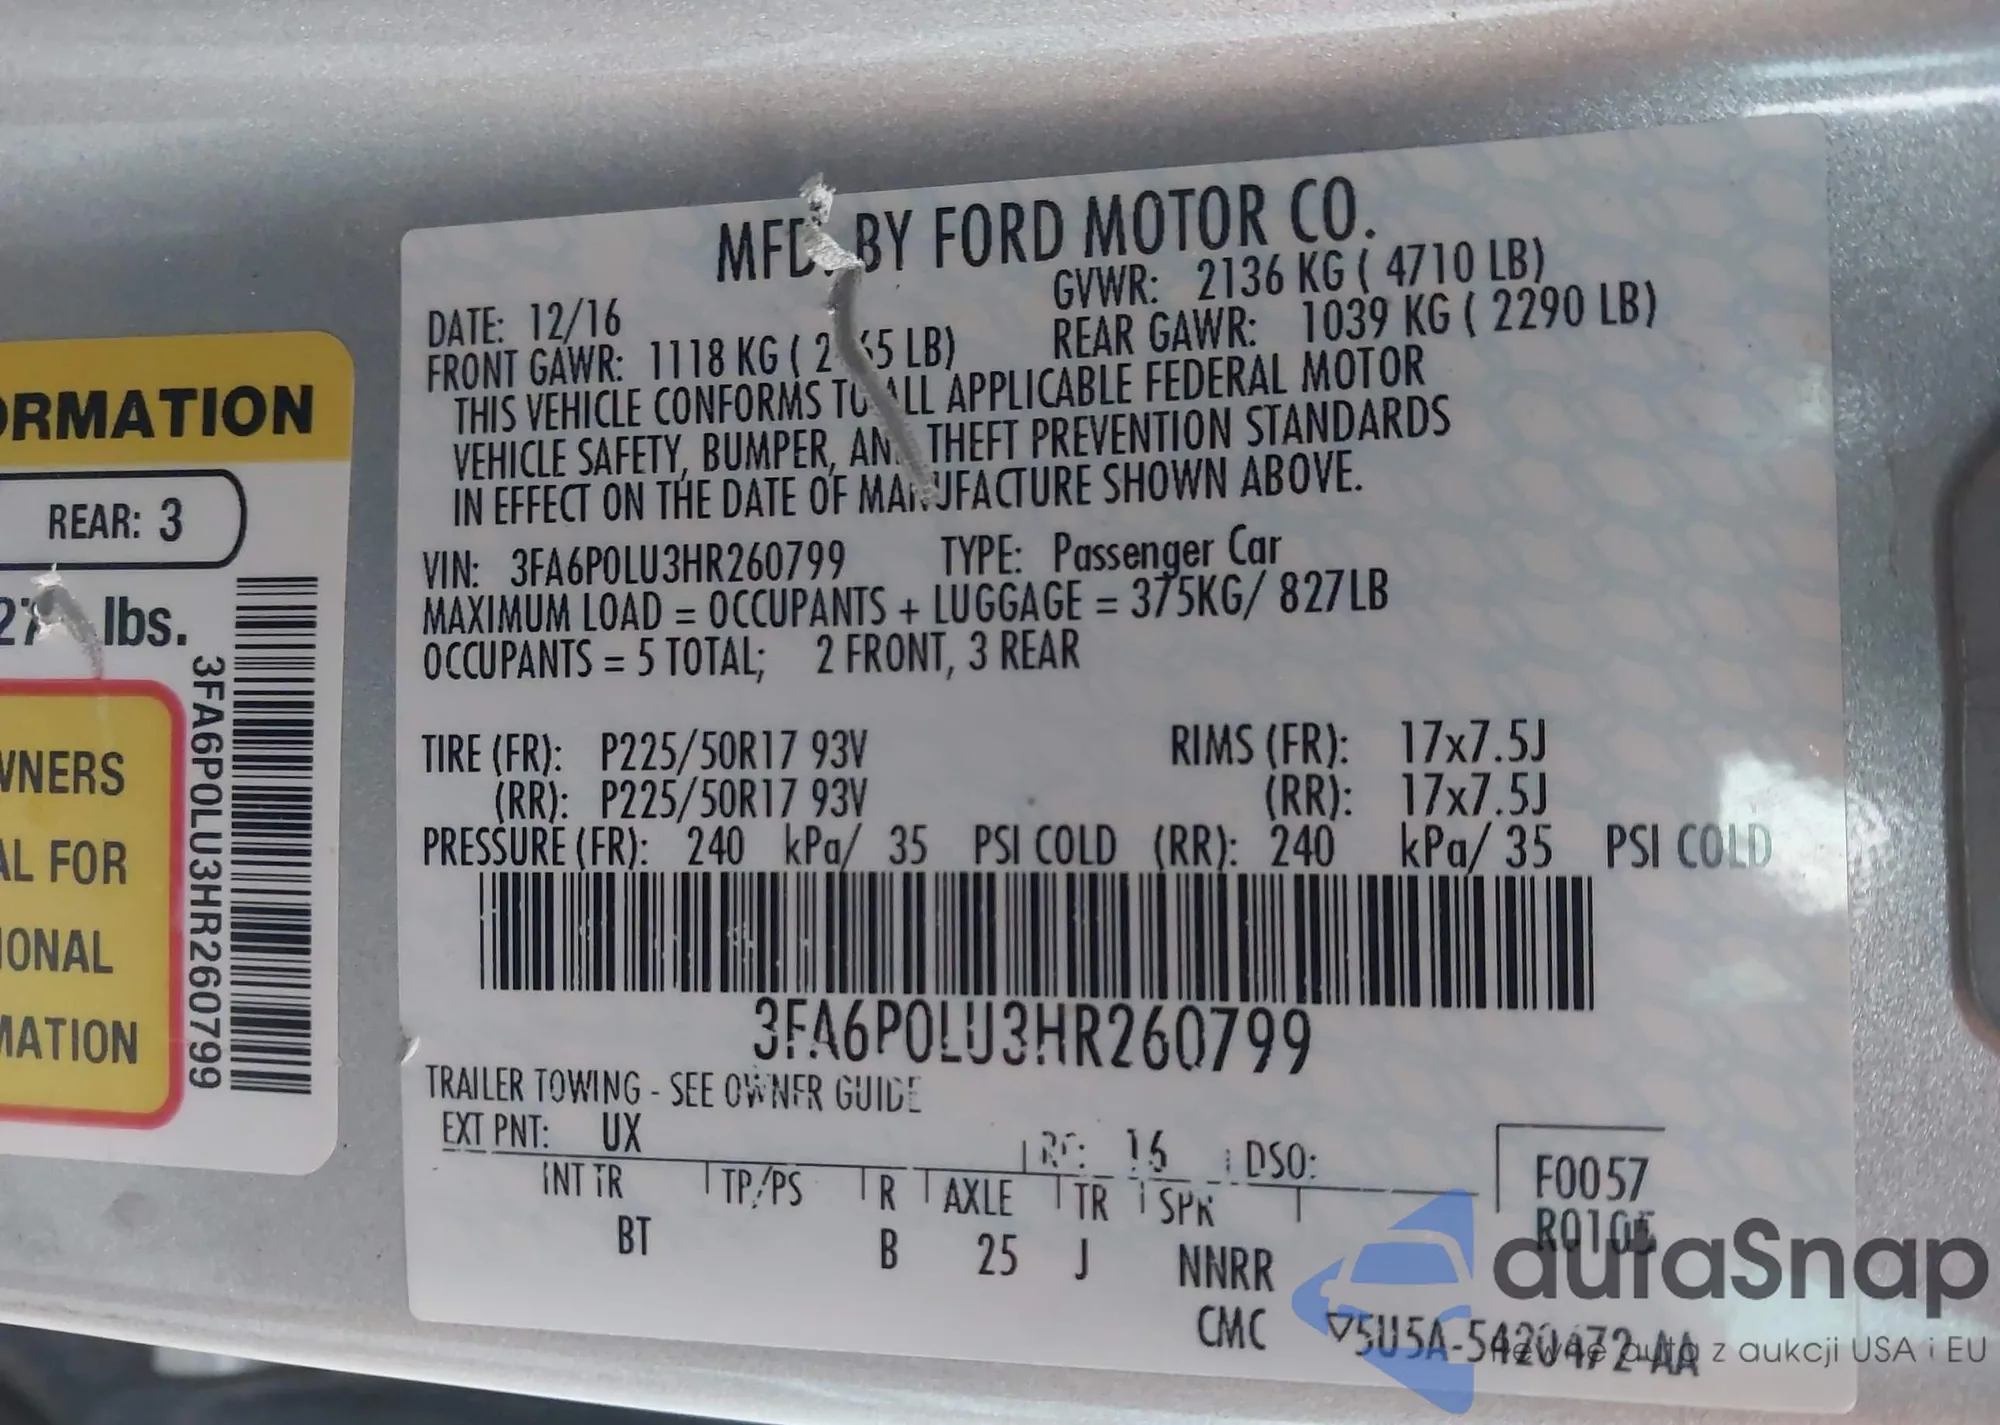 MFD. BY FORD MOTOR CO.
DATE: 12/16 GVWR: 2136 KG ( 4710 LB)
FRONT GAWR: 1118 KG ( LB) REAR GAWR: 1039 KG ( 2290 LB)
THIS VEHICLE CONFORMS TO ALL APPLICABLE FEDERAL MOTOR
VEHICLE SAFETY, BUMPER, AND THEFT PREVENTION STANDARDS
IN EFFECT ON THE DATE OF MANUFACTURE SHOWN ABOVE.
VIN: 3FA6P0LU3HR260799 TYPE: Passenger Car
MAXIMUM LOAD = OCCUPANTS + LUGGAGE = 375KG/ 827LB
OCCUPANTS = 5 TOTAL; 2 FRONT, 3 REAR
TIRE (FR): P225/50R17 93V RIMS (FR): 17x7.5J
(RR): P225/50R17 93V (RR): 17x7.5J
PRESSURE (FR): 240 kPa/ 35 PSI COLD (RR): 240 kPa/ 35 PSI COLD
3FA6P0LU3HR260799
TRAILER TOWING - SEE OWNER GUIDE
EXT PNT: UX RC: 16 DSO:
INT TR TP/PS R AXLE TR SPR
BT B 25 J NNRR
CMC
F0057
R0105
▽5U5A-5420472-AA
ORMATION
REAR: 3
lbs.
WNERS
AL FOR
IONAL
MATION
3FA6P0LU3HR260799
autaSnap
z aukcji USA i EU